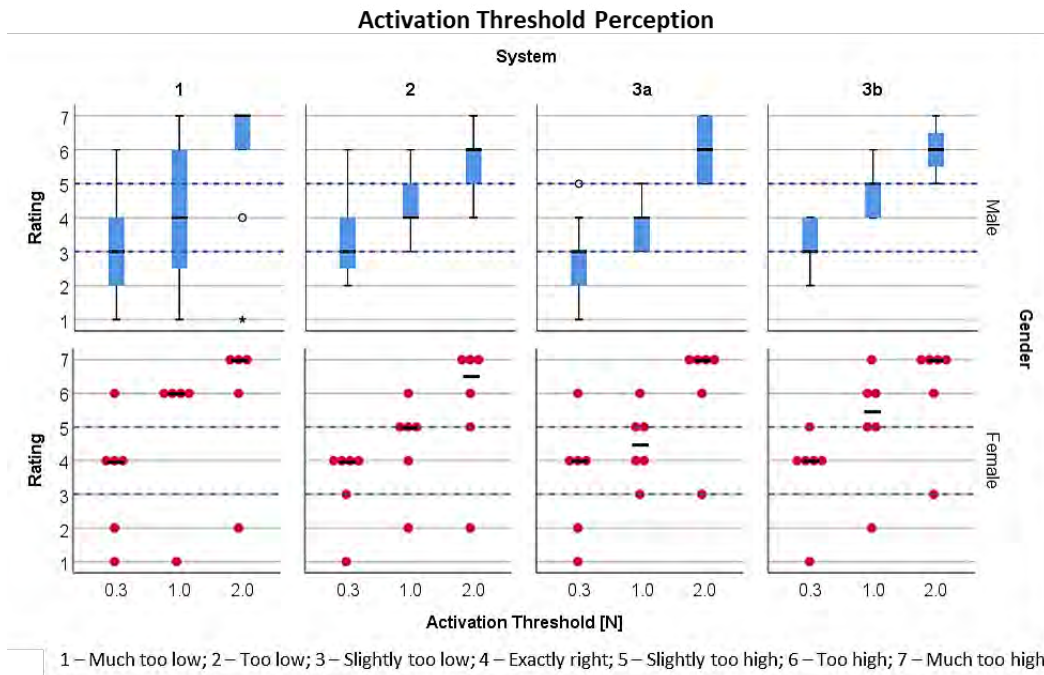 Activation Threshold Perception
System
1 2 3a 3b
7
6
5
4
3
2
1
Rating
Male
7
6
5
4
3
2
1
Rating
Female
Gender
0.3 1.0 2.0 0.3 1.0 2.0 0.3 1.0 2.0 0.3 1.0 2.0
Activation Threshold [N]
1 – Much too low; 2 – Too low; 3 – Slightly too low; 4 – Exactly right; 5 – Slightly too high; 6 – Too high; 7 – Much too high